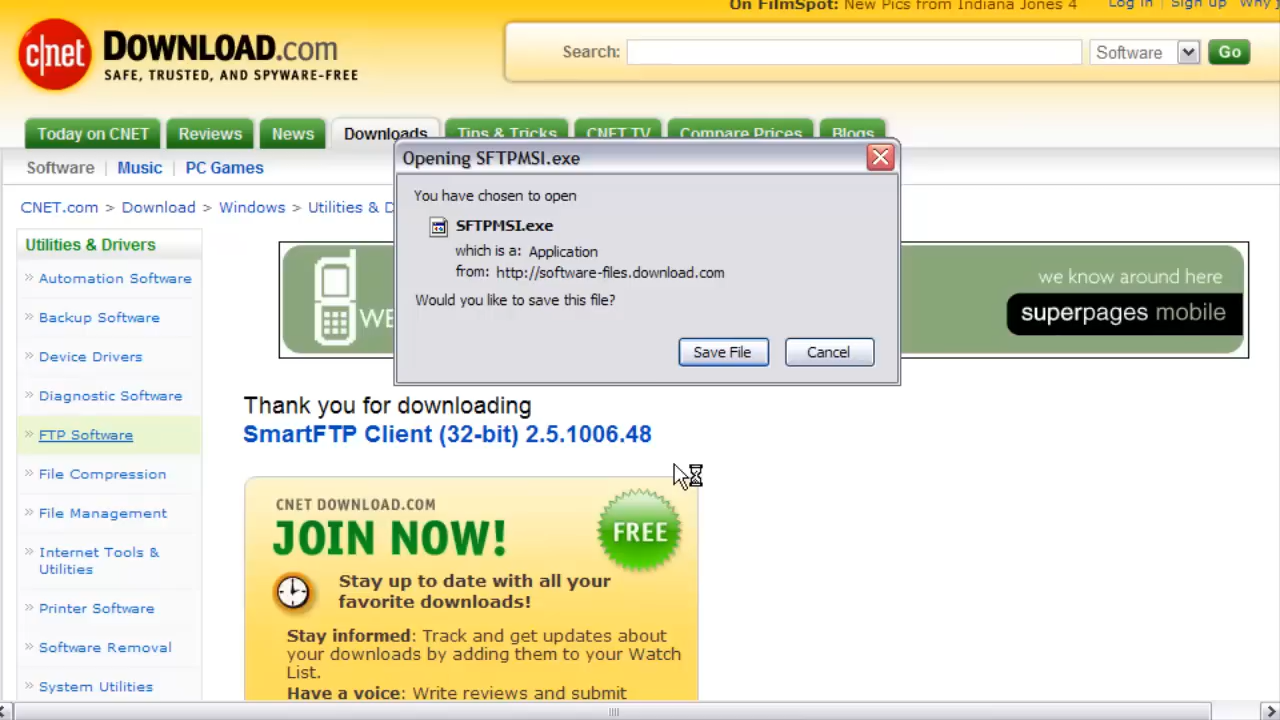 On FilmSpot: New Pics from Indiana Jones 4
Log in | Sign up
c|net DOWNLOAD.com
SAFE, TRUSTED, AND SPYWARE-FREE
Search: Software Go
Today on CNET Reviews News Downloads Tips & Tricks CNET TV Compare Prices Blogs
Software | Music | PC Games
CNET.com > Download > Windows > Utilities & D
Opening SFTPMSI.exe
You have chosen to open
SFTPMSI.exe
which is a: Application
from: http://software-files.download.com
Would you like to save this file?
Save File Cancel
Utilities & Drivers
Automation Software
Backup Software
Device Drivers
Diagnostic Software
FTP Software
File Compression
File Management
Internet Tools &
Utilities
Printer Software
Software Removal
System Utilities
WE
we know around here
superpages mobile
Thank you for downloading
SmartFTP Client (32-bit) 2.5.1006.48
CNET DOWNLOAD.COM
JOIN NOW!
FREE
Stay up to date with all your
favorite downloads!
Stay informed: Track and get updates about
your downloads by adding them to your Watch
List.
Have a voice: Write reviews and submit